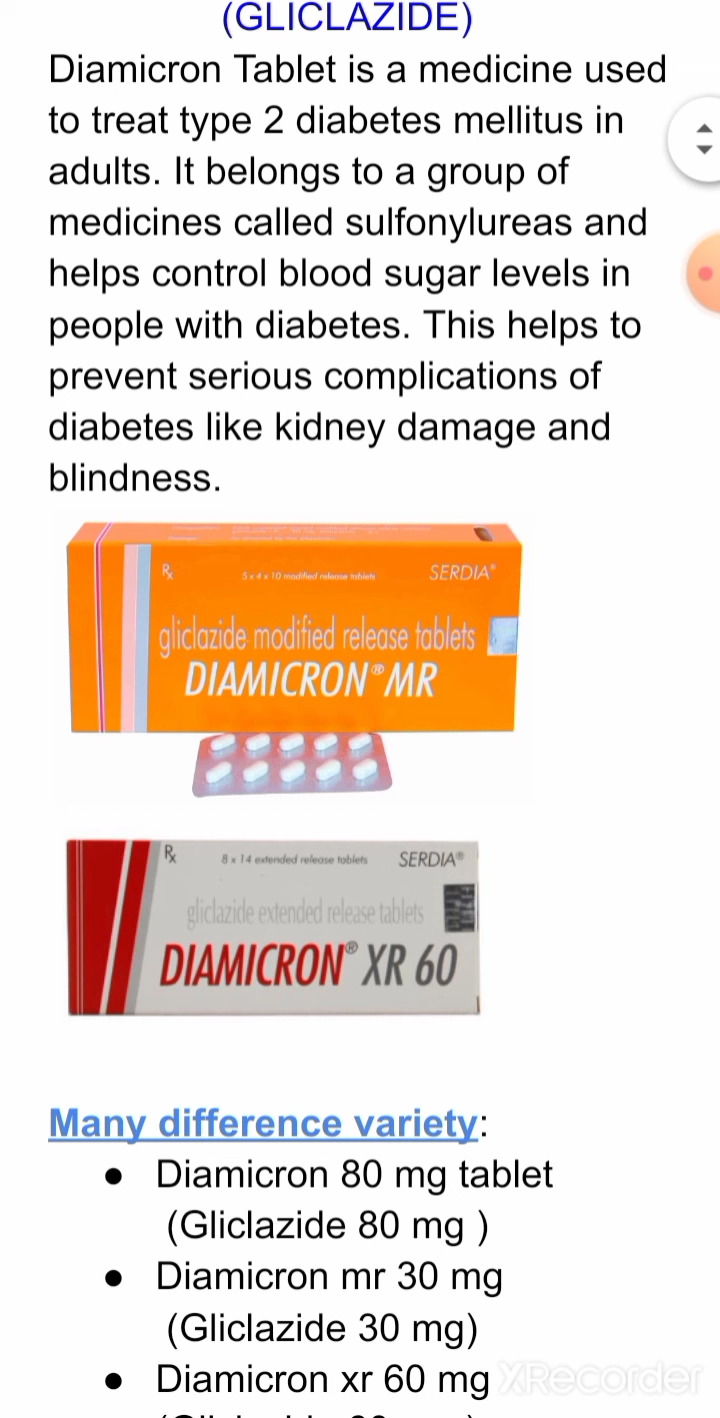 (GLICLAZIDE)
Diamicron Tablet is a medicine used
to treat type 2 diabetes mellitus in
adults. It belongs to a group of
medicines called sulfonylureas and
helps control blood sugar levels in
people with diabetes. This helps to
prevent serious complications of
diabetes like kidney damage and
blindness.
Rx
5 x 4 x 10 modified release tablets
SERDIA®
gliclazide modified release tablets
DIAMICRON® MR
Rx
8 x 14 extended release tablets
SERDIA®
gliclazide extended release tablets
DIAMICRON® XR 60
Many difference variety:
● Diamicron 80 mg tablet
(Gliclazide 80 mg )
● Diamicron mr 30 mg
(Gliclazide 30 mg)
● Diamicron xr 60 mg
XRecorder